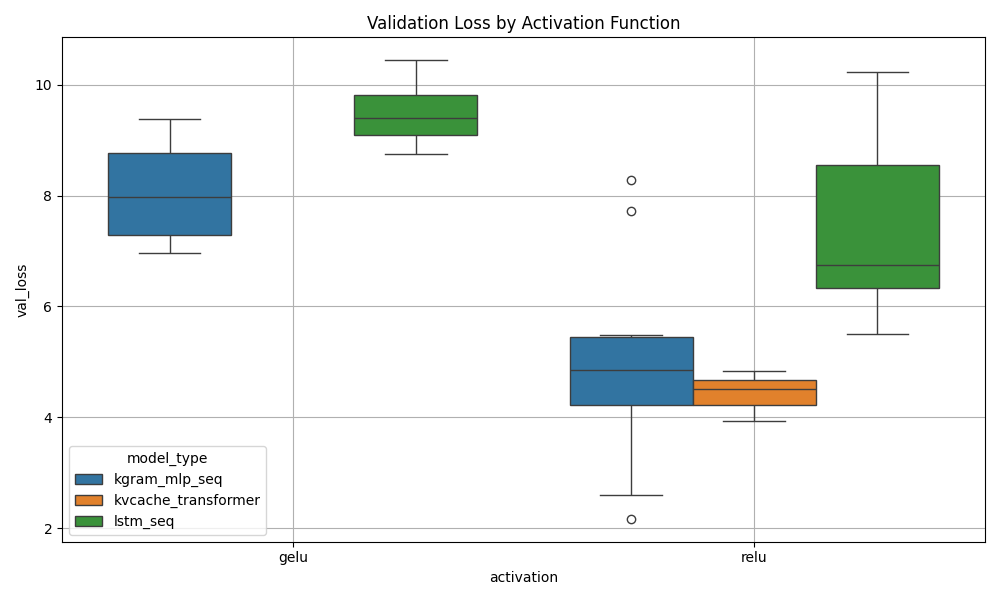 Validation Loss by Activation Function
val_loss
10
8
6
4
2
model_type
kgram_mlp_seq
kvcache_transformer
lstm_seq
gelu
relu
activation